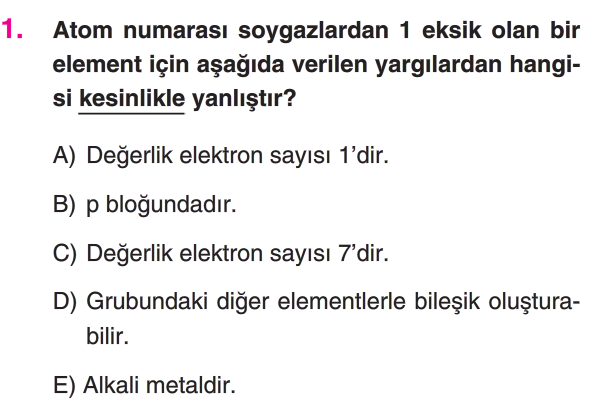 1. Atom numarası soygazlardan 1 eksik olan bir
element için aşağıda verilen yargılardan hangi-
si kesinlikle yanlıştır?
A) Değerlik elektron sayısı 1’dir.
B) p bloğundadır.
C) Değerlik elektron sayısı 7’dir.
D) Grubundaki diğer elementlerle bileşik oluştura-
bilir.
E) Alkali metaldir.